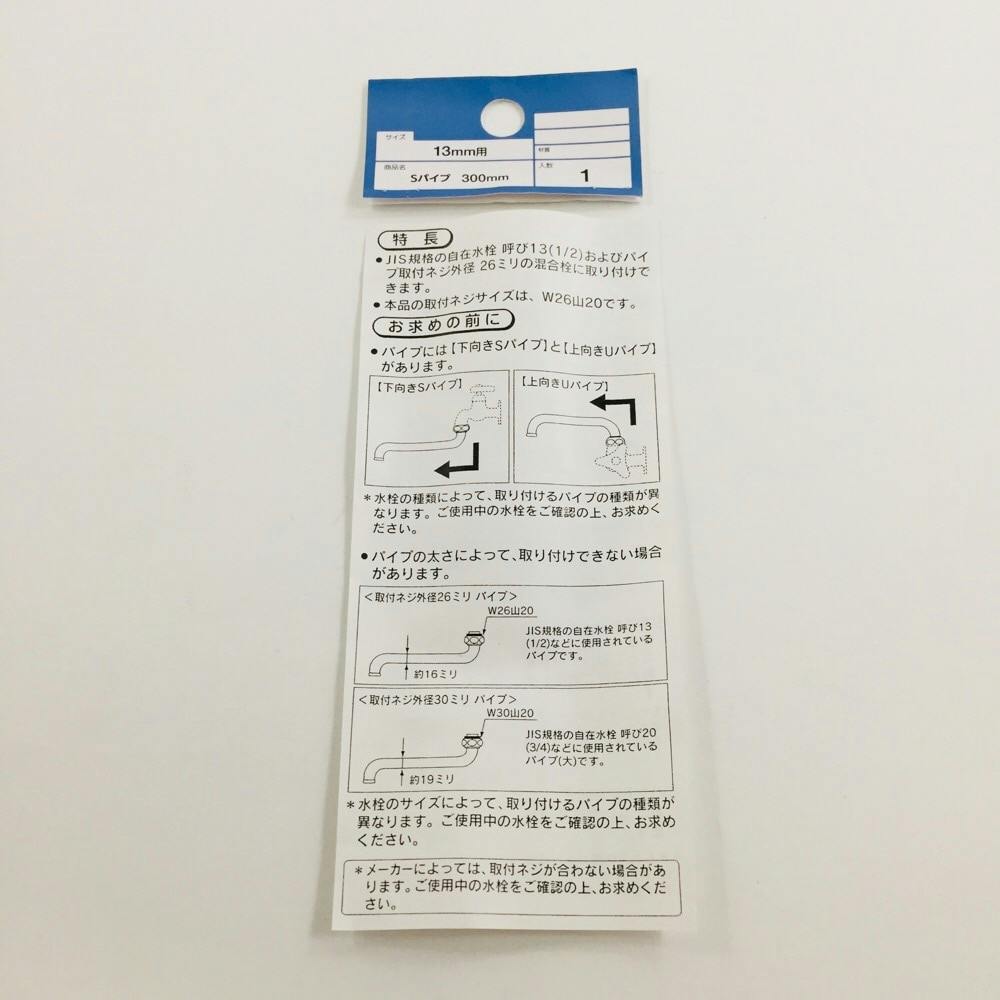 サイズ
13mm用
商品名
Sパイプ 300mm
材質
入数
1
特長
●JIS規格の自在水栓 呼び13(1/2)およびパイ
プ取付ネジ外径 26ミリの混合栓に取り付けで
きます。
●本品の取付ネジサイズは、W26山20です。
お求めの前に
●パイプには【下向きSパイプ】と【上向きUパイプ】
があります。
【下向きSパイプ】
【上向きUパイプ】
＊水栓の種類によって、取り付けるパイプの種類が異
なります。ご使用中の水栓をご確認の上、お求めく
ださい。
●パイプの太さによって、取り付けできない場合
があります。
＜取付ネジ外径26ミリ パイプ＞
W26山20
JIS規格の自在水栓 呼び13
(1/2)などに使用されている
パイプです。
約16ミリ
＜取付ネジ外径30ミリ パイプ＞
W30山20
JIS規格の自在水栓 呼び20
(3/4)などに使用されている
パイプ(大)です。
約19ミリ
＊水栓のサイズによって、取り付けるパイプの種類が
異なります。ご使用中の水栓をご確認の上、お求め
ください。
＊メーカーによっては、取付ネジが合わない場合があ
ります。ご使用中の水栓をご確認の上、お求めくだ
さい。